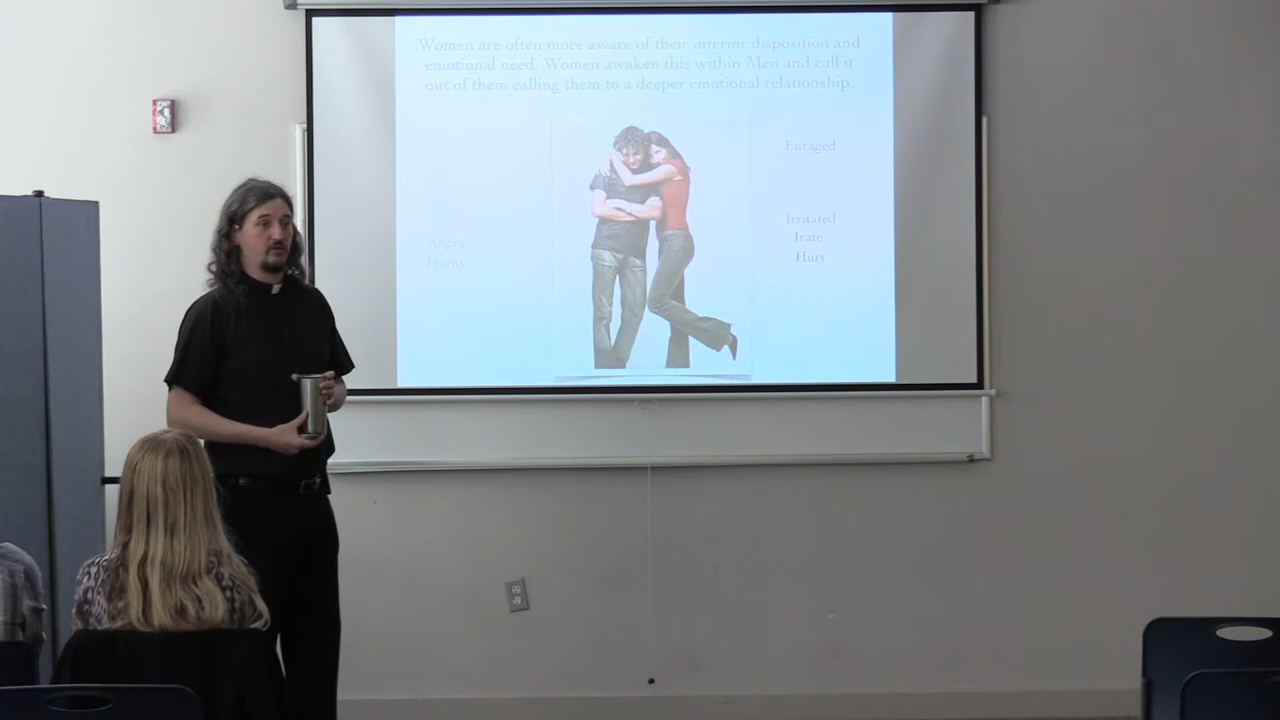 Women are often more aware of their interior disposition and
emotional need. Women awaken this within Men and call it
out of them calling them to a deeper emotional relationship.
Enraged
Angry
Horny
Irritated
Irate
Hurt